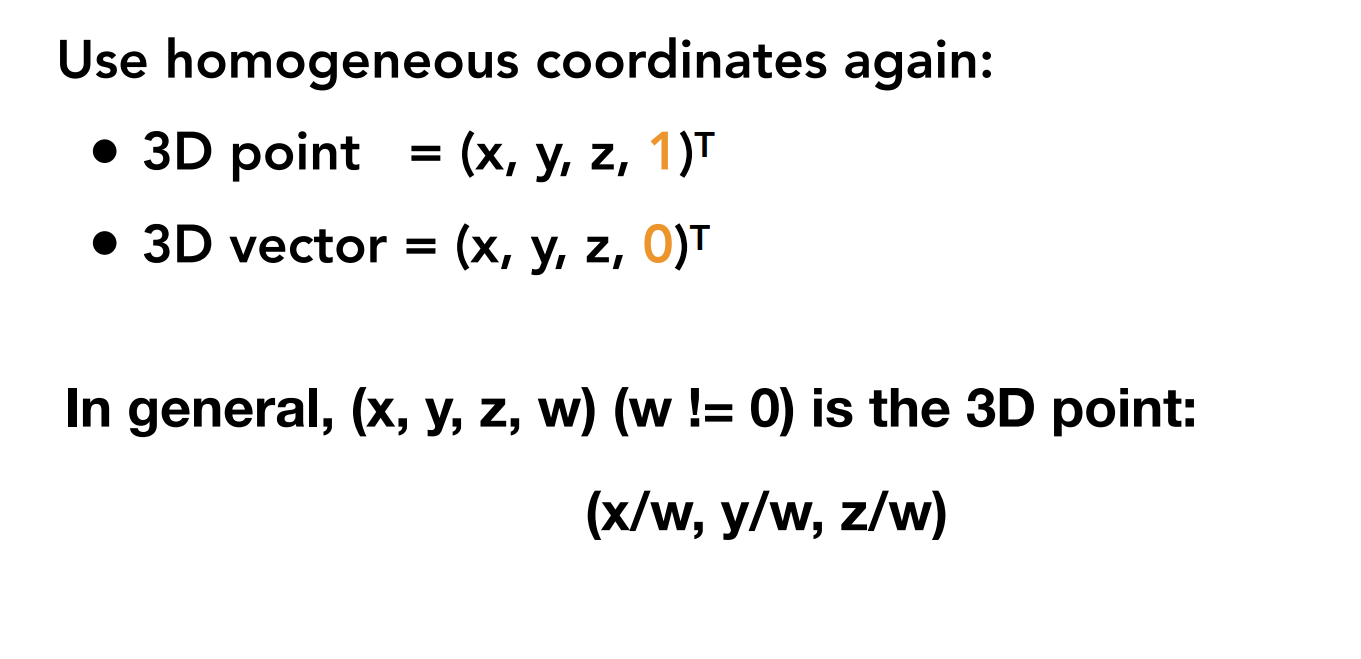 Use homogeneous coordinates again:
• 3D point = (x, y, z, 1)ᵀ
• 3D vector = (x, y, z, 0)ᵀ
In general, (x, y, z, w) (w != 0) is the 3D point:
(x/w, y/w, z/w)